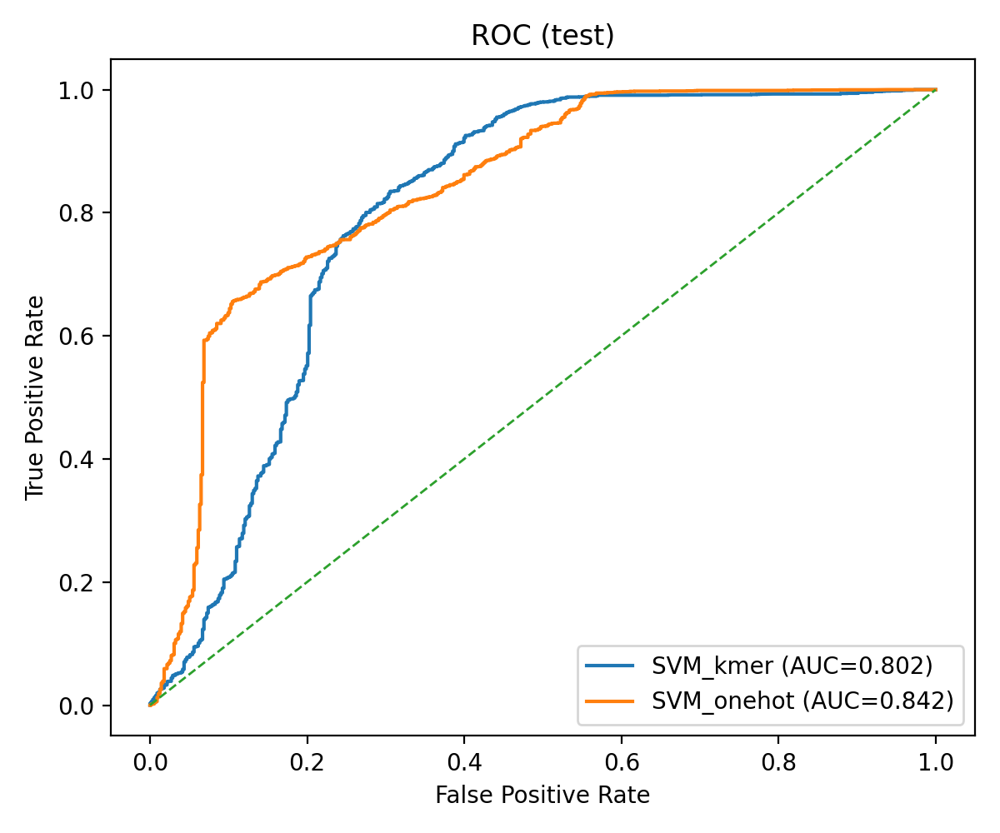 ROC (test)
True Positive Rate
1.0
0.8
0.6
0.4
0.2
0.0
SVM_kmer (AUC=0.802)
SVM_onehot (AUC=0.842)
0.0 0.2 0.4 0.6 0.8 1.0
False Positive Rate